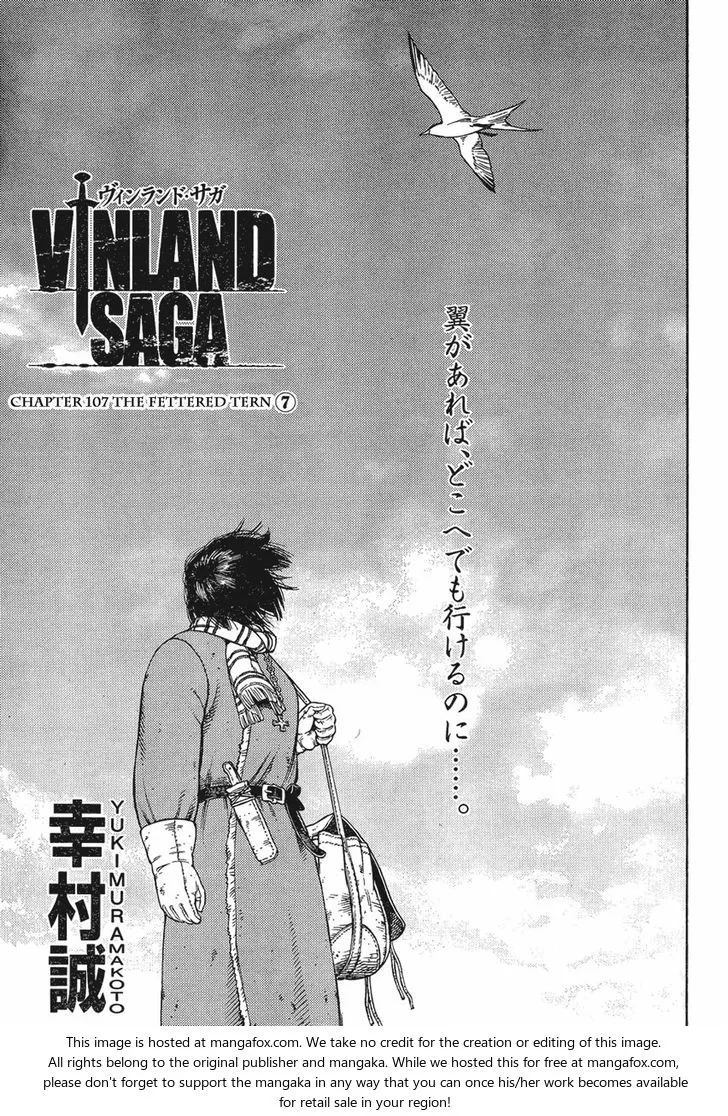 ヴィンランド・サガ
VINLAND
SAGA
CHAPTER 107 THE FETTERED TERN ⑦
翼があれば、どこへでも行けるのに……。
幸村誠
YUKIMURAMAKOTO
This image is hosted at mangafox.com. We take no credit for the creation or editing of this image.
All rights belong to the original publisher and mangaka. While we hosted this for free at mangafox.com,
please don't forget to support the mangaka in any way that you can once his/her work becomes available
for retail sale in your region!